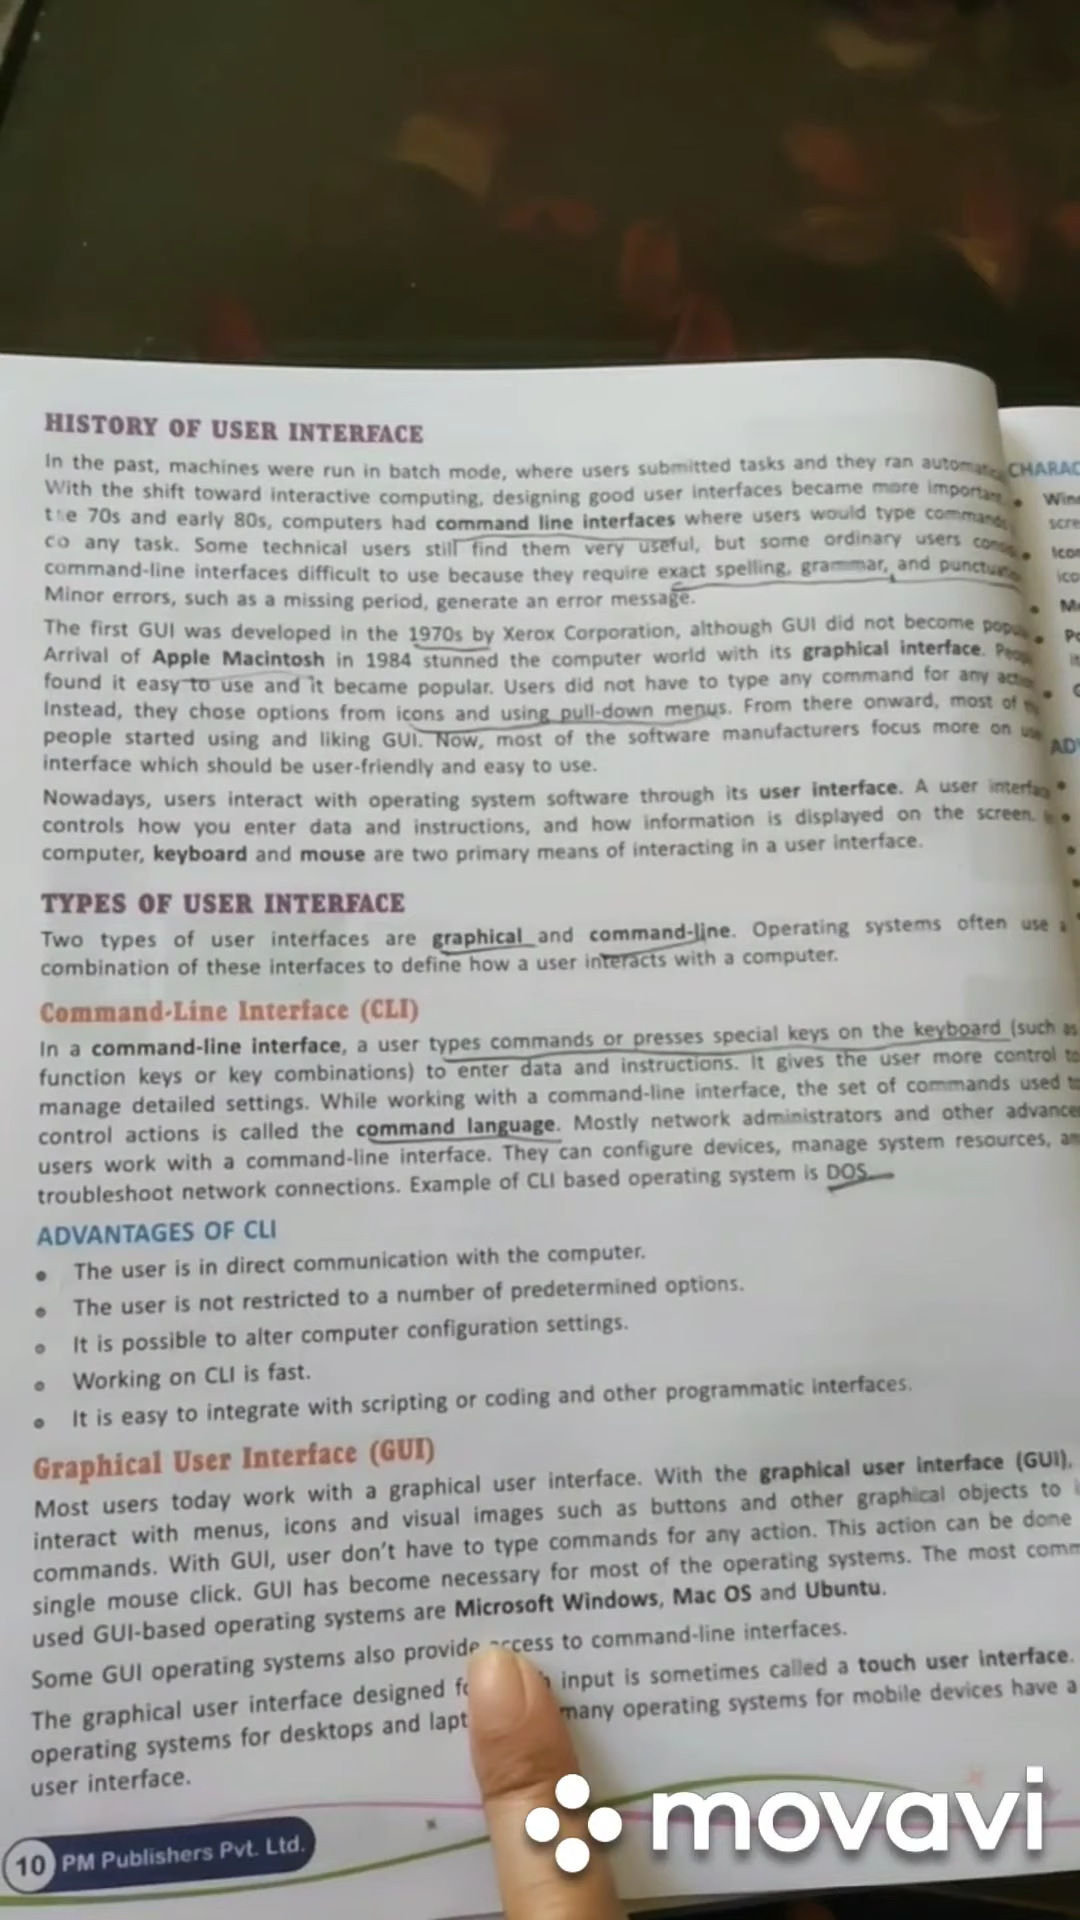 HISTORY OF USER INTERFACE
In the past, machines were run in batch mode, where users submitted tasks and they ran
With the shift toward interactive computing, designing good user interfaces became more
70s and early 80s, computers had command line interfaces where users would type commands
any task. Some technical users still find them very useful, but some ordinary users
command-line interfaces difficult to use because they require exact spelling, grammar, and
Minor errors, such as a missing period, generate an error message.
The first GUI was developed in the 1970s by Xerox Corporation, although GUI did not become
Arrival of Apple Macintosh in 1984 stunned the computer world with its graphical interface.
found it easy to use and it became popular. Users did not have to type any command for any
Instead, they chose options from icons and using pull-down menus. From there onward, most of
people started using and liking GUI. Now, most of the software manufacturers focus more on
interface which should be user-friendly and easy to use.
Nowadays, users interact with operating system software through its user interface. A user
controls how you enter data and instructions, and how information is displayed on the screen.
computer, keyboard and mouse are two primary means of interacting in a user interface.
TYPES OF USER INTERFACE
Two types of user interfaces are graphical and command-line. Operating systems often use a
combination of these interfaces to define how a user interacts with a computer.
Command-Line Interface (CLI)
In a command-line interface, a user types commands or presses special keys on the keyboard (such as
function keys or key combinations) to enter data and instructions. It gives the user more control to
manage detailed settings. While working with a command-line interface, the set of commands used to
control actions is called the command language. Mostly network administrators and other
users work with a command-line interface. They can configure devices, manage system resources,
troubleshoot network connections. Example of CLI based operating system is DOS.
ADVANTAGES OF CLI
• The user is in direct communication with the computer.
• The user is not restricted to a number of predetermined options.
• It is possible to alter computer configuration settings.
• Working on CLI is fast.
• It is easy to integrate with scripting or coding and other programmatic interfaces.
Graphical User Interface (GUI)
Most users today work with a graphical user interface. With the graphical user interface (GUI),
interact with menus, icons and visual images such as buttons and other graphical objects to
commands. With GUI, user don't have to type commands for any action. This action can be done
single mouse click. GUI has become necessary for most of the operating systems. The most
used GUI-based operating systems are Microsoft Windows, Mac OS and Ubuntu.
Some GUI operating systems also provide access to command-line interfaces.
The graphical user interface designed input is sometimes called a touch user interface.
operating systems for desktops and many operating systems for mobile devices have a
user interface.
10 PM Publishers Pvt. Ltd.
movavi